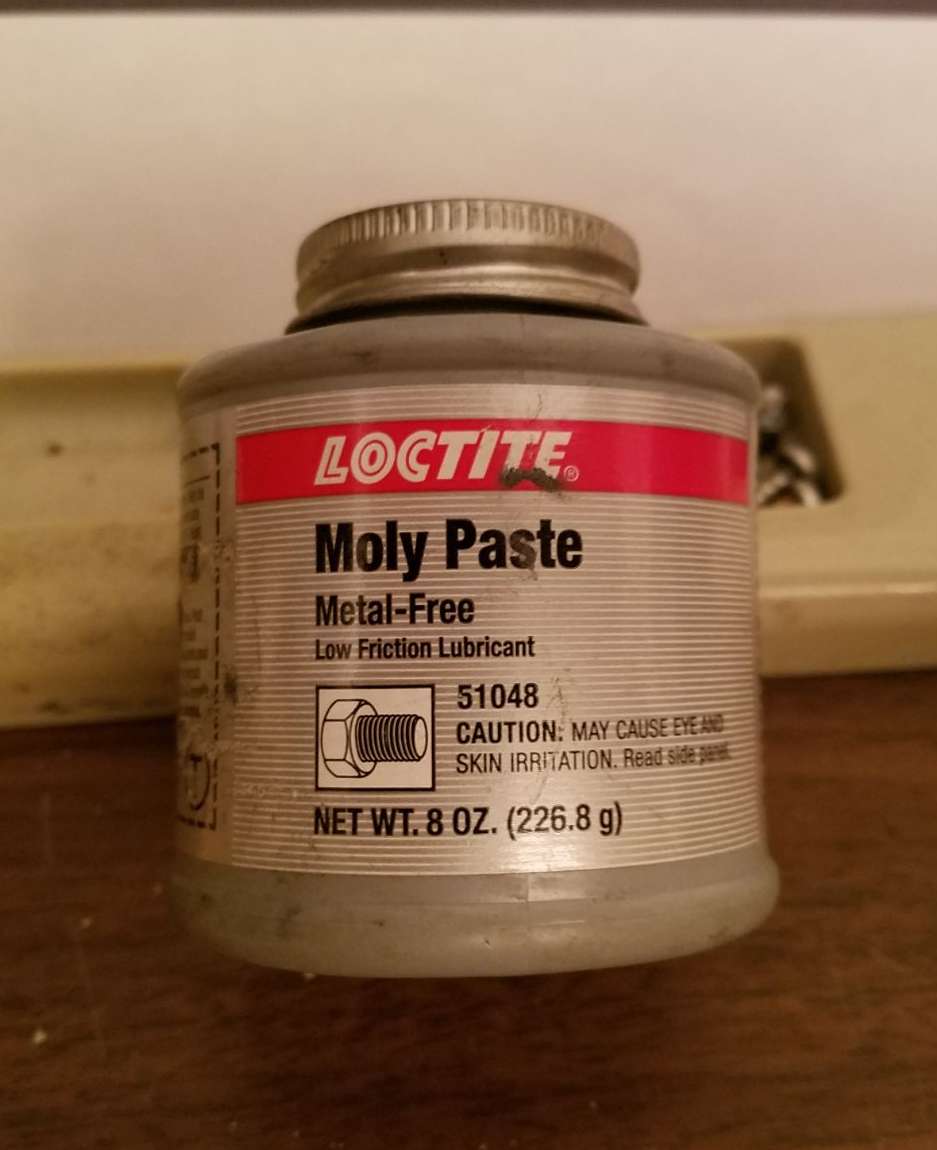 LOCTITE®
Moly Paste
Metal-Free
Low Friction Lubricant
51048
CAUTION: MAY CAUSE EYE AND
SKIN IRRITATION. Read side panel.
NET WT. 8 OZ. (226.8 g)